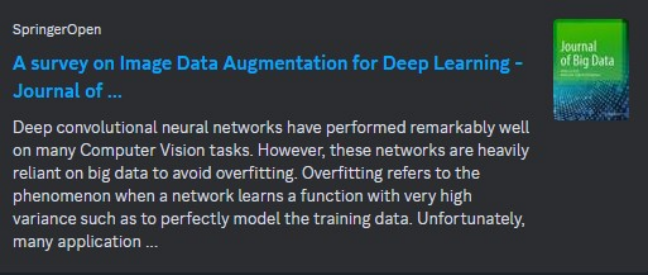 SpringerOpen
A survey on Image Data Augmentation for Deep Learning -
Journal of ...
Journal
of Big Data
Deep convolutional neural networks have performed remarkably well
on many Computer Vision tasks. However, these networks are heavily
reliant on big data to avoid overfitting. Overfitting refers to the
phenomenon when a network learns a function with very high
variance such as to perfectly model the training data. Unfortunately,
many application ...